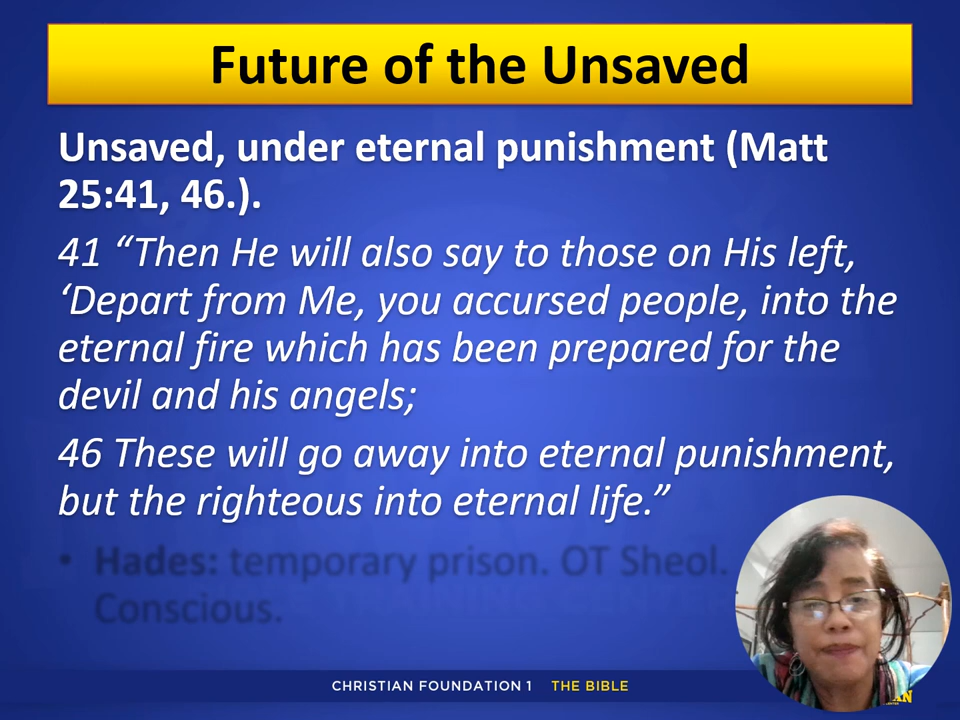 Future of the Unsaved
Unsaved, under eternal punishment (Matt
25:41, 46.).
41 “Then He will also say to those on His left,
‘Depart from Me, you accursed people, into the
eternal fire which has been prepared for the
devil and his angels;
46 These will go away into eternal punishment,
but the righteous into eternal life.”
• Hades: temporary prison. OT Sheol.
Conscious.
CHRISTIAN FOUNDATION 1 THE BIBLE